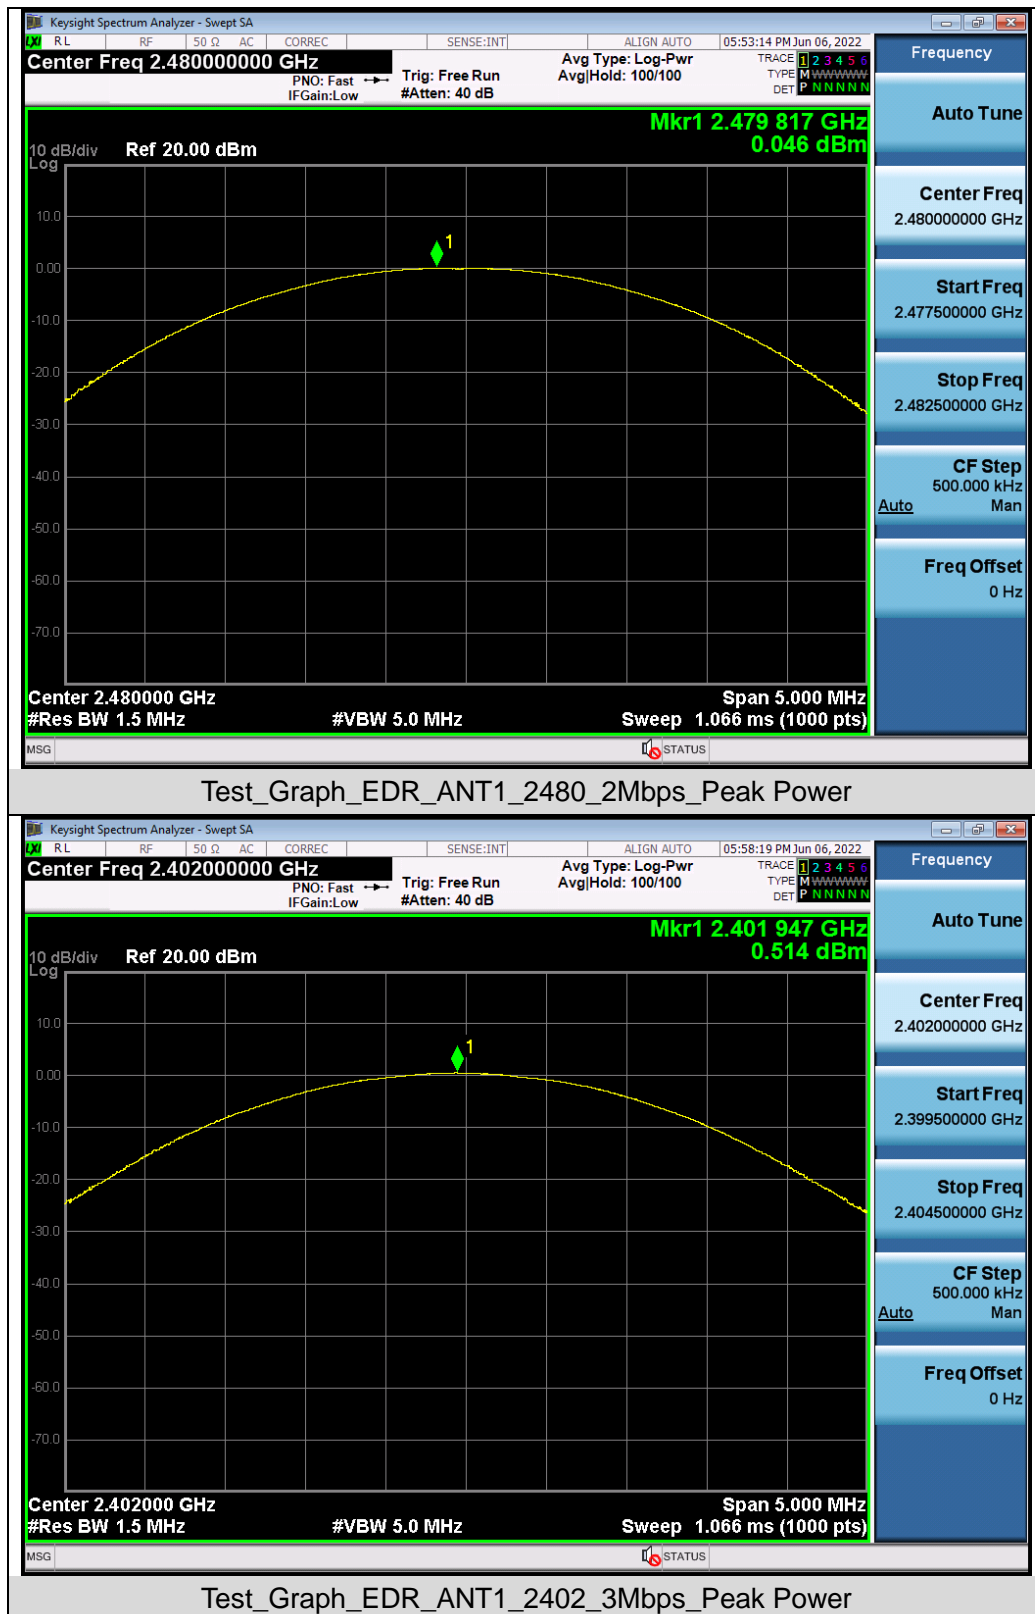 Keysight Spectrum Analyzer - Swept SA
LXI RL RF 50 Ω AC CORREC SENSE:INT ALIGN AUTO 05:53:14 PM Jun 06, 2022
Center Freq 2.480000000 GHz
PNO: Fast
IFGain:Low
Trig: Free Run
#Atten: 40 dB
Avg Type: Log-Pwr
Avg|Hold: 100/100
TRACE 1 2 3 4 5 6
TYPE M WWWWW
DET P N N N N N
Mkr1 2.479 817 GHz
0.046 dBm
10 dB/div Ref 20.00 dBm
Log
1
10.0
0.00
-10.0
-20.0
-30.0
-40.0
-50.0
-60.0
-70.0
Center 2.480000 GHz Span 5.000 MHz
#Res BW 1.5 MHz #VBW 5.0 MHz Sweep 1.066 ms (1000 pts)
MSG STATUS
Frequency
Auto Tune
Center Freq
2.480000000 GHz
Start Freq
2.477500000 GHz
Stop Freq
2.482500000 GHz
CF Step
500.000 kHz
Auto Man
Freq Offset
0 Hz
Test_Graph_EDR_ANT1_2480_2Mbps_Peak Power
Keysight Spectrum Analyzer - Swept SA
LXI RL RF 50 Ω AC CORREC SENSE:INT ALIGN AUTO 05:58:19 PM Jun 06, 2022
Center Freq 2.402000000 GHz
PNO: Fast
IFGain:Low
Trig: Free Run
#Atten: 40 dB
Avg Type: Log-Pwr
Avg|Hold: 100/100
TRACE 1 2 3 4 5 6
TYPE M WWWWW
DET P N N N N N
Mkr1 2.401 947 GHz
0.514 dBm
10 dB/div Ref 20.00 dBm
Log
1
10.0
0.00
-10.0
-20.0
-30.0
-40.0
-50.0
-60.0
-70.0
Center 2.402000 GHz Span 5.000 MHz
#Res BW 1.5 MHz #VBW 5.0 MHz Sweep 1.066 ms (1000 pts)
MSG STATUS
Frequency
Auto Tune
Center Freq
2.402000000 GHz
Start Freq
2.399500000 GHz
Stop Freq
2.404500000 GHz
CF Step
500.000 kHz
Auto Man
Freq Offset
0 Hz
Test_Graph_EDR_ANT1_2402_3Mbps_Peak Power